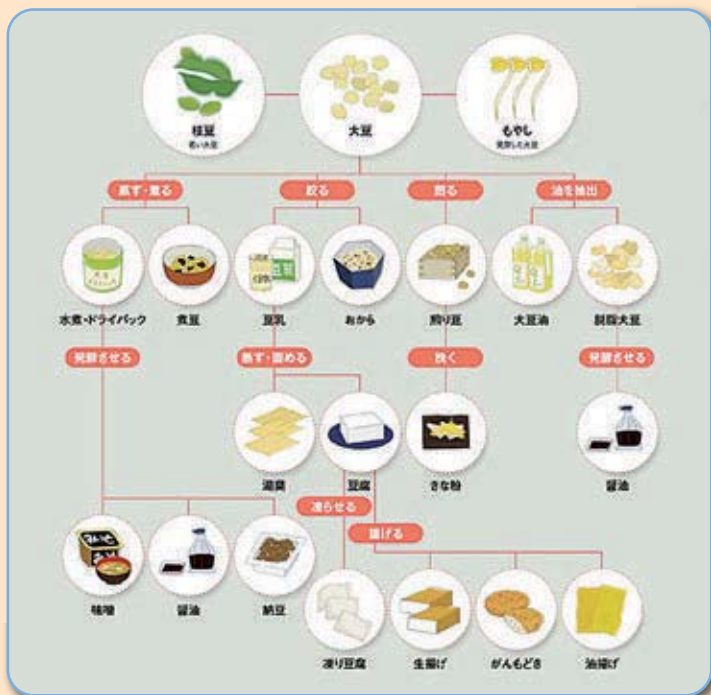 枝豆
若い大豆
大豆
もやし
発芽した大豆
蒸す・煮る
絞る
煎る
油を抽出
水煮・ドライパック
煮豆
豆乳
おから
煎り豆
大豆油
脱脂大豆
発酵させる
熱す・固める
挽く
発酵させる
湯葉
豆腐
きな粉
醤油
凍らせる
揚げる
味噌
醤油
納豆
凍り豆腐
生揚げ
がんもどき
油揚げ